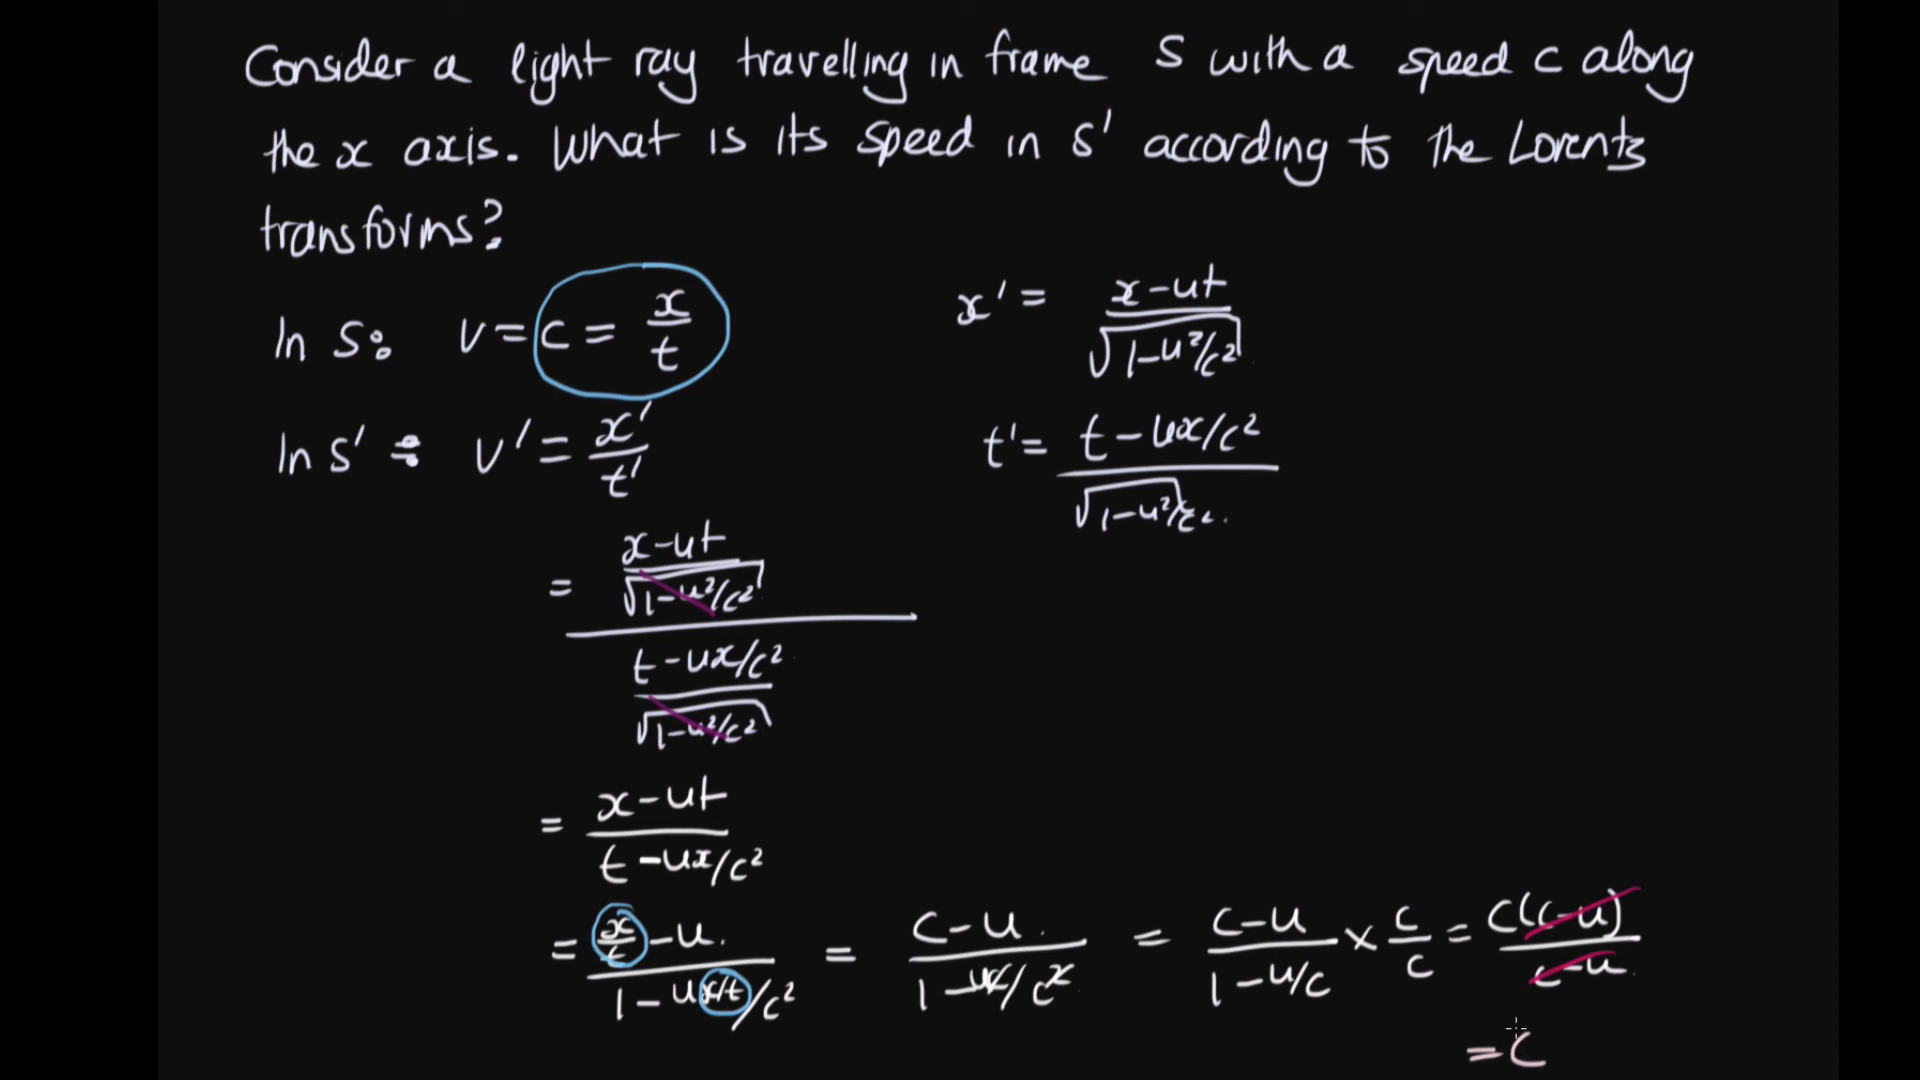 Consider a light ray travelling in frame S with a speed c along
the x axis. What is its speed in S' according to the Lorentz
transforms?
In S: v = c = x/t
x' = (x-ut)/√(1-u²/c²)
In S': v' = x'/t'
t' = (t-ux/c²)/√(1-u²/c²)
= ((x-ut)/√(1-u²/c²))/((t-ux/c²)/√(1-u²/c²))
= (x-ut)/(t-ux/c²)
= (x/t - u)/(1 - u x/t/c²) = (c-u)/(1-uc/c²) = (c-u)/(1-u/c) × c/c = c(c-u)/(c-u)
= c